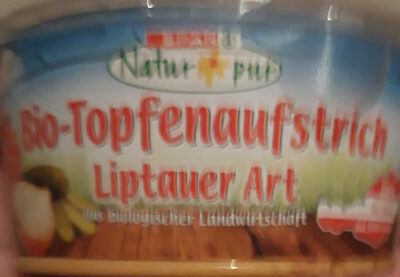 SPAR
Natur pur
Bio-Topfenaufstrich
Liptauer Art
aus biologischer Landwirtschaft